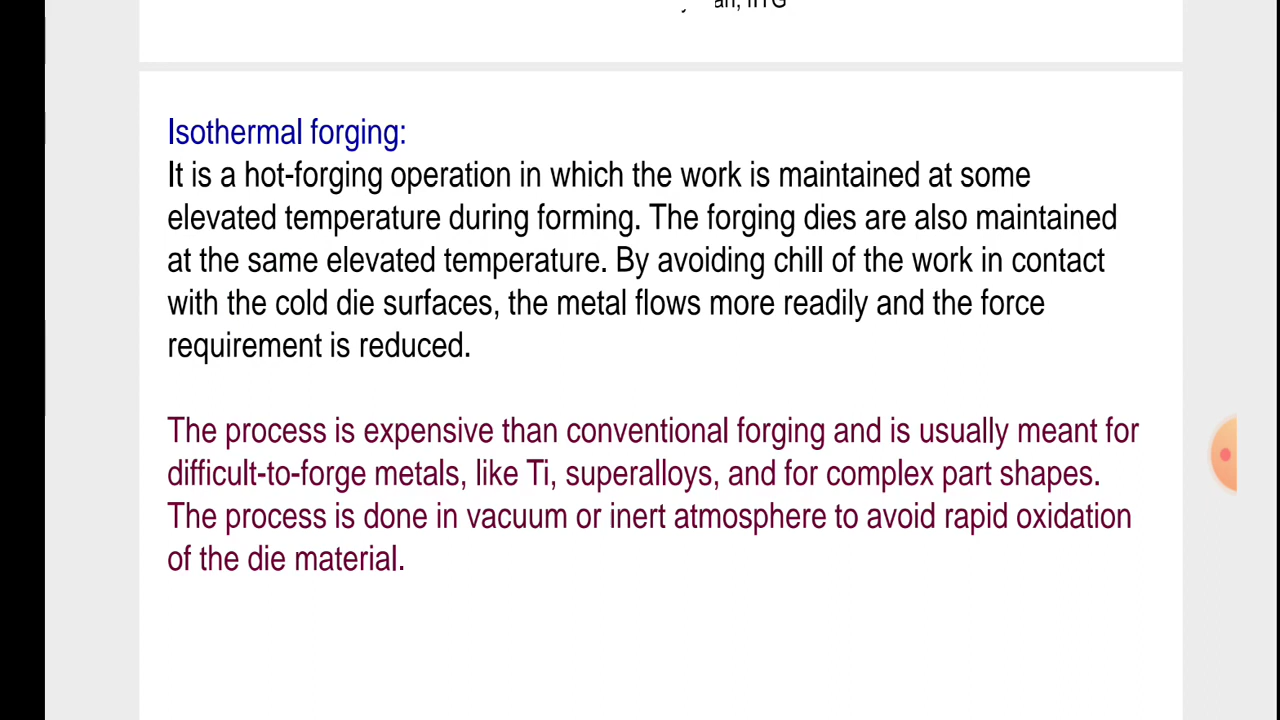 Isothermal forging:
It is a hot-forging operation in which the work is maintained at some
elevated temperature during forming. The forging dies are also maintained
at the same elevated temperature. By avoiding chill of the work in contact
with the cold die surfaces, the metal flows more readily and the force
requirement is reduced.
The process is expensive than conventional forging and is usually meant for
difficult-to-forge metals, like Ti, superalloys, and for complex part shapes.
The process is done in vacuum or inert atmosphere to avoid rapid oxidation
of the die material.